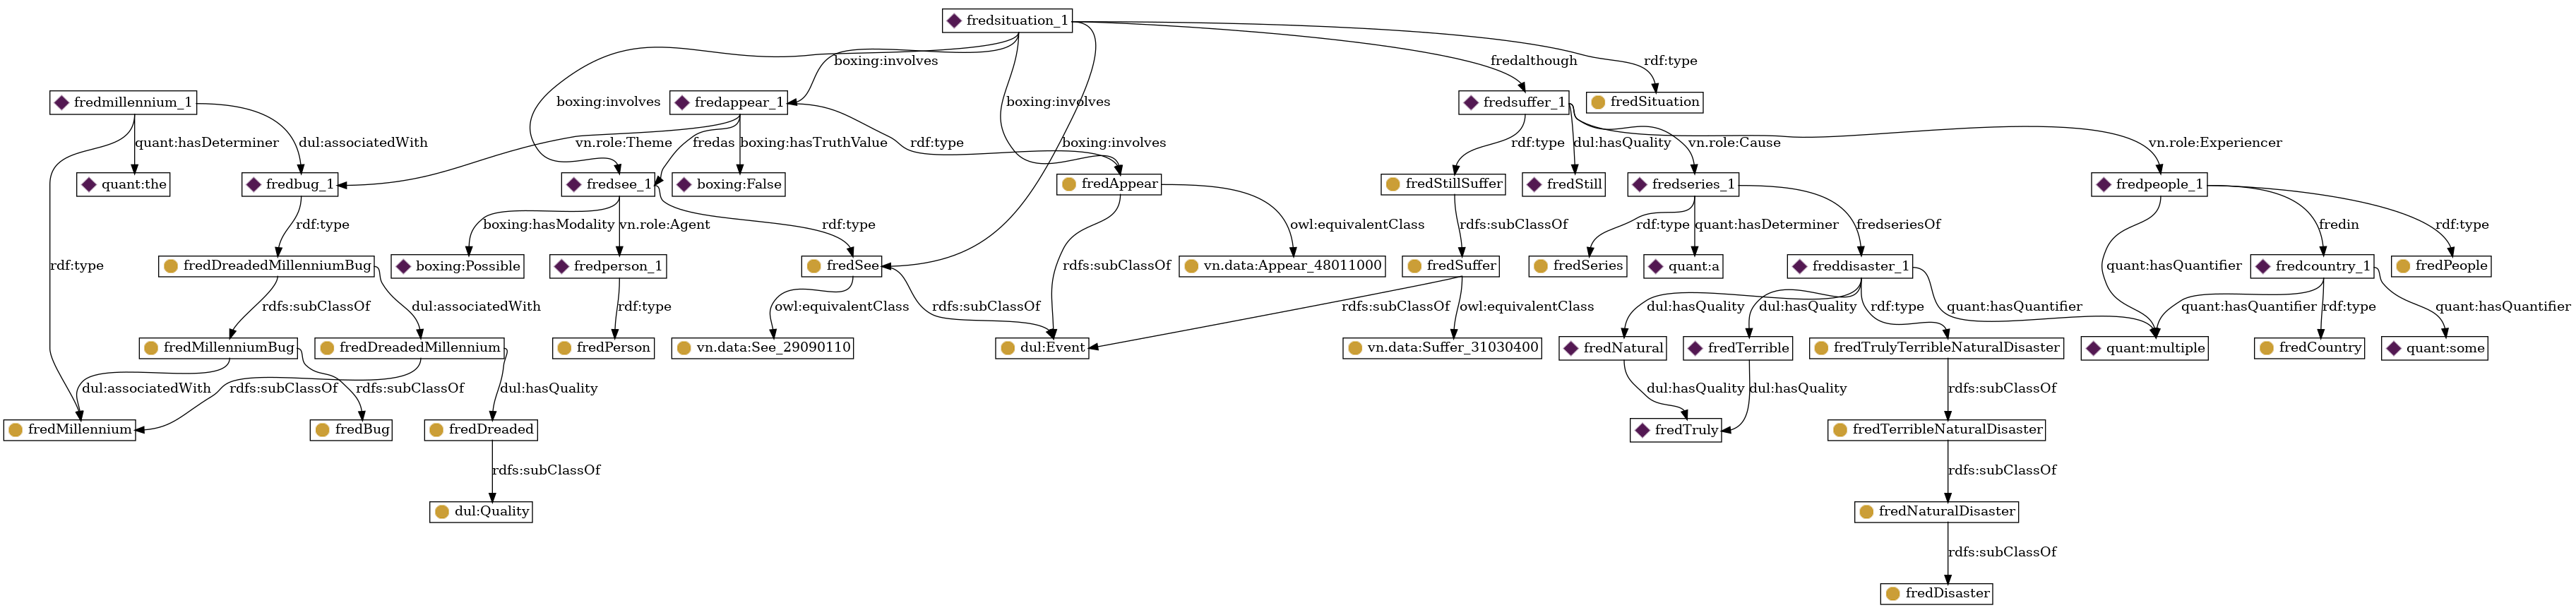 fredsituation_1
boxing:involves
fredalthough
rdf:type
fredmillennium_1
fredappear_1
boxing:involves
boxing:involves
fredsuffer_1
fredSituation
quant:hasDeterminer
dul:associatedWith
vn.role:Theme
fredas
boxing:hasTruthValue
rdf:type
boxing:involves
rdf:type
dul:hasQuality
vn.role:Cause
vn.role:Experiencer
quant:the
fredbug_1
fredsee_1
boxing:False
fredAppear
fredStillSuffer
fredStill
fredseries_1
fredpeople_1
rdf:type
boxing:hasModality
vn.role:Agent
rdf:type
owl:equivalentClass
rdfs:subClassOf
rdf:type
quant:hasDeterminer
fredseriesOf
fredin
rdf:type
rdf:type
fredDreadedMillenniumBug
boxing:Possible
fredperson_1
fredSee
rdfs:subClassOf
vn.data:Appear_48011000
fredSuffer
fredSeries
quant:a
freddisaster_1
quant:hasQuantifier
fredcountry_1
fredPeople
rdfs:subClassOf
dul:associatedWith
rdf:type
owl:equivalentClass
rdfs:subClassOf
rdfs:subClassOf
owl:equivalentClass
dul:hasQuality
dul:hasQuality
rdf:type
quant:hasQuantifier
quant:hasQuantifier
rdf:type
quant:hasQuantifier
fredMillenniumBug
fredDreadedMillennium
fredPerson
vn.data:See_29090110
dul:Event
vn.data:Suffer_31030400
fredNatural
fredTerrible
fredTrulyTerribleNaturalDisaster
quant:multiple
fredCountry
quant:some
dul:associatedWith
rdfs:subClassOf
rdfs:subClassOf
dul:hasQuality
dul:hasQuality
dul:hasQuality
rdfs:subClassOf
fredMillennium
fredBug
fredDreaded
fredTruly
fredTerribleNaturalDisaster
rdfs:subClassOf
rdfs:subClassOf
dul:Quality
fredNaturalDisaster
rdfs:subClassOf
fredDisaster